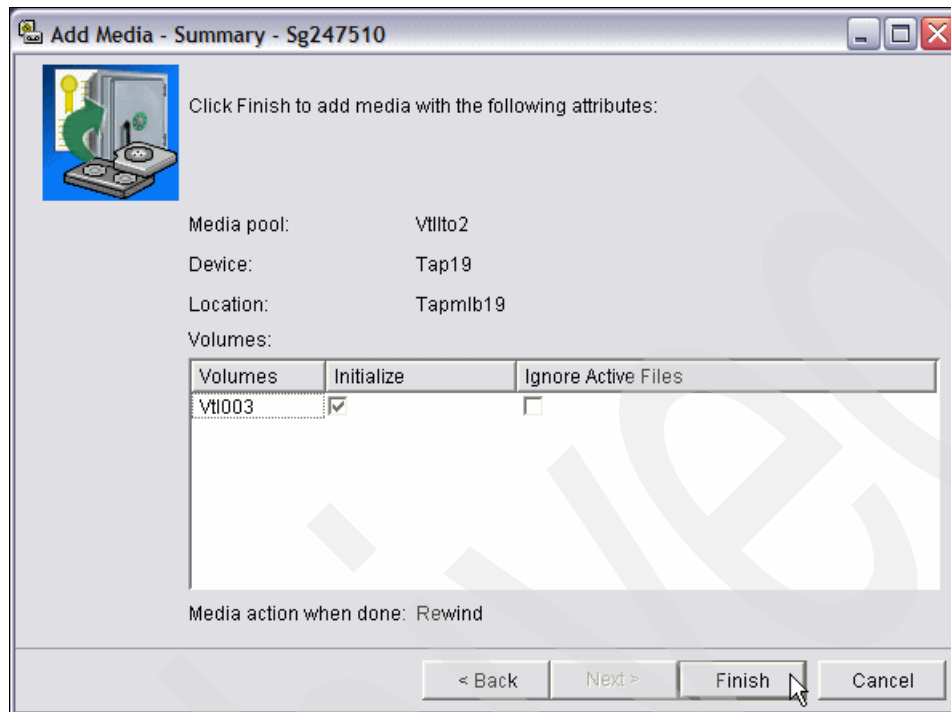 Add Media - Summary - Sg247510
Click Finish to add media with the following attributes:
Media pool: Vtllto2
Device: Tap19
Location: Tapmlb19
Volumes:
Volumes Initialize Ignore Active Files
Vtl003
Media action when done: Rewind
< Back Next > Finish Cancel